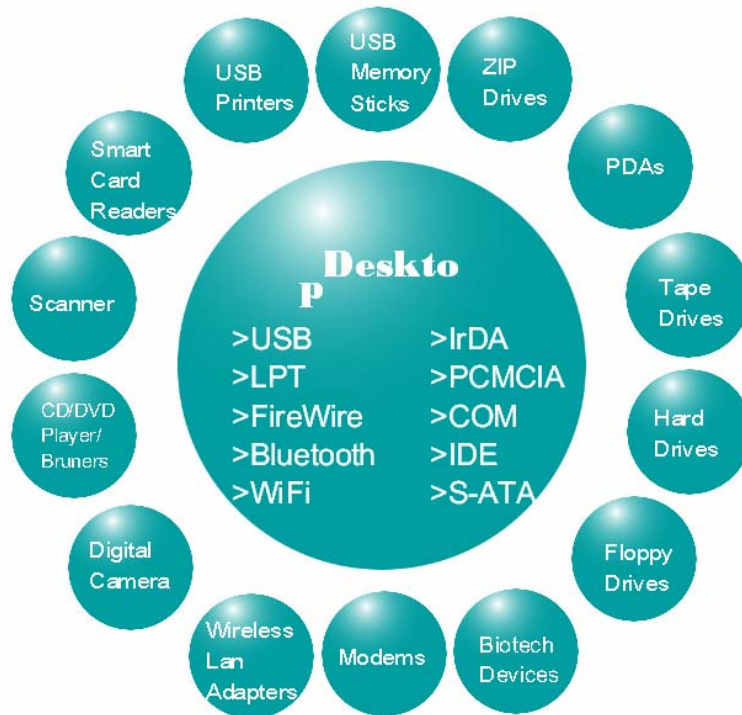 USB
Printers
USB
Memory
Sticks
ZIP
Drives
PDAs
Tape
Drives
Hard
Drives
Floppy
Drives
Biotech
Devices
Modems
Wireless
Lan
Adapters
Digital
Camera
CD/DVD
Player/
Bruners
Scanner
Smart
Card
Readers
Deskto
p
>USB
>LPT
>FireWire
>Bluetooth
>WiFi
>IrDA
>PCMCIA
>COM
>IDE
>S-ATA